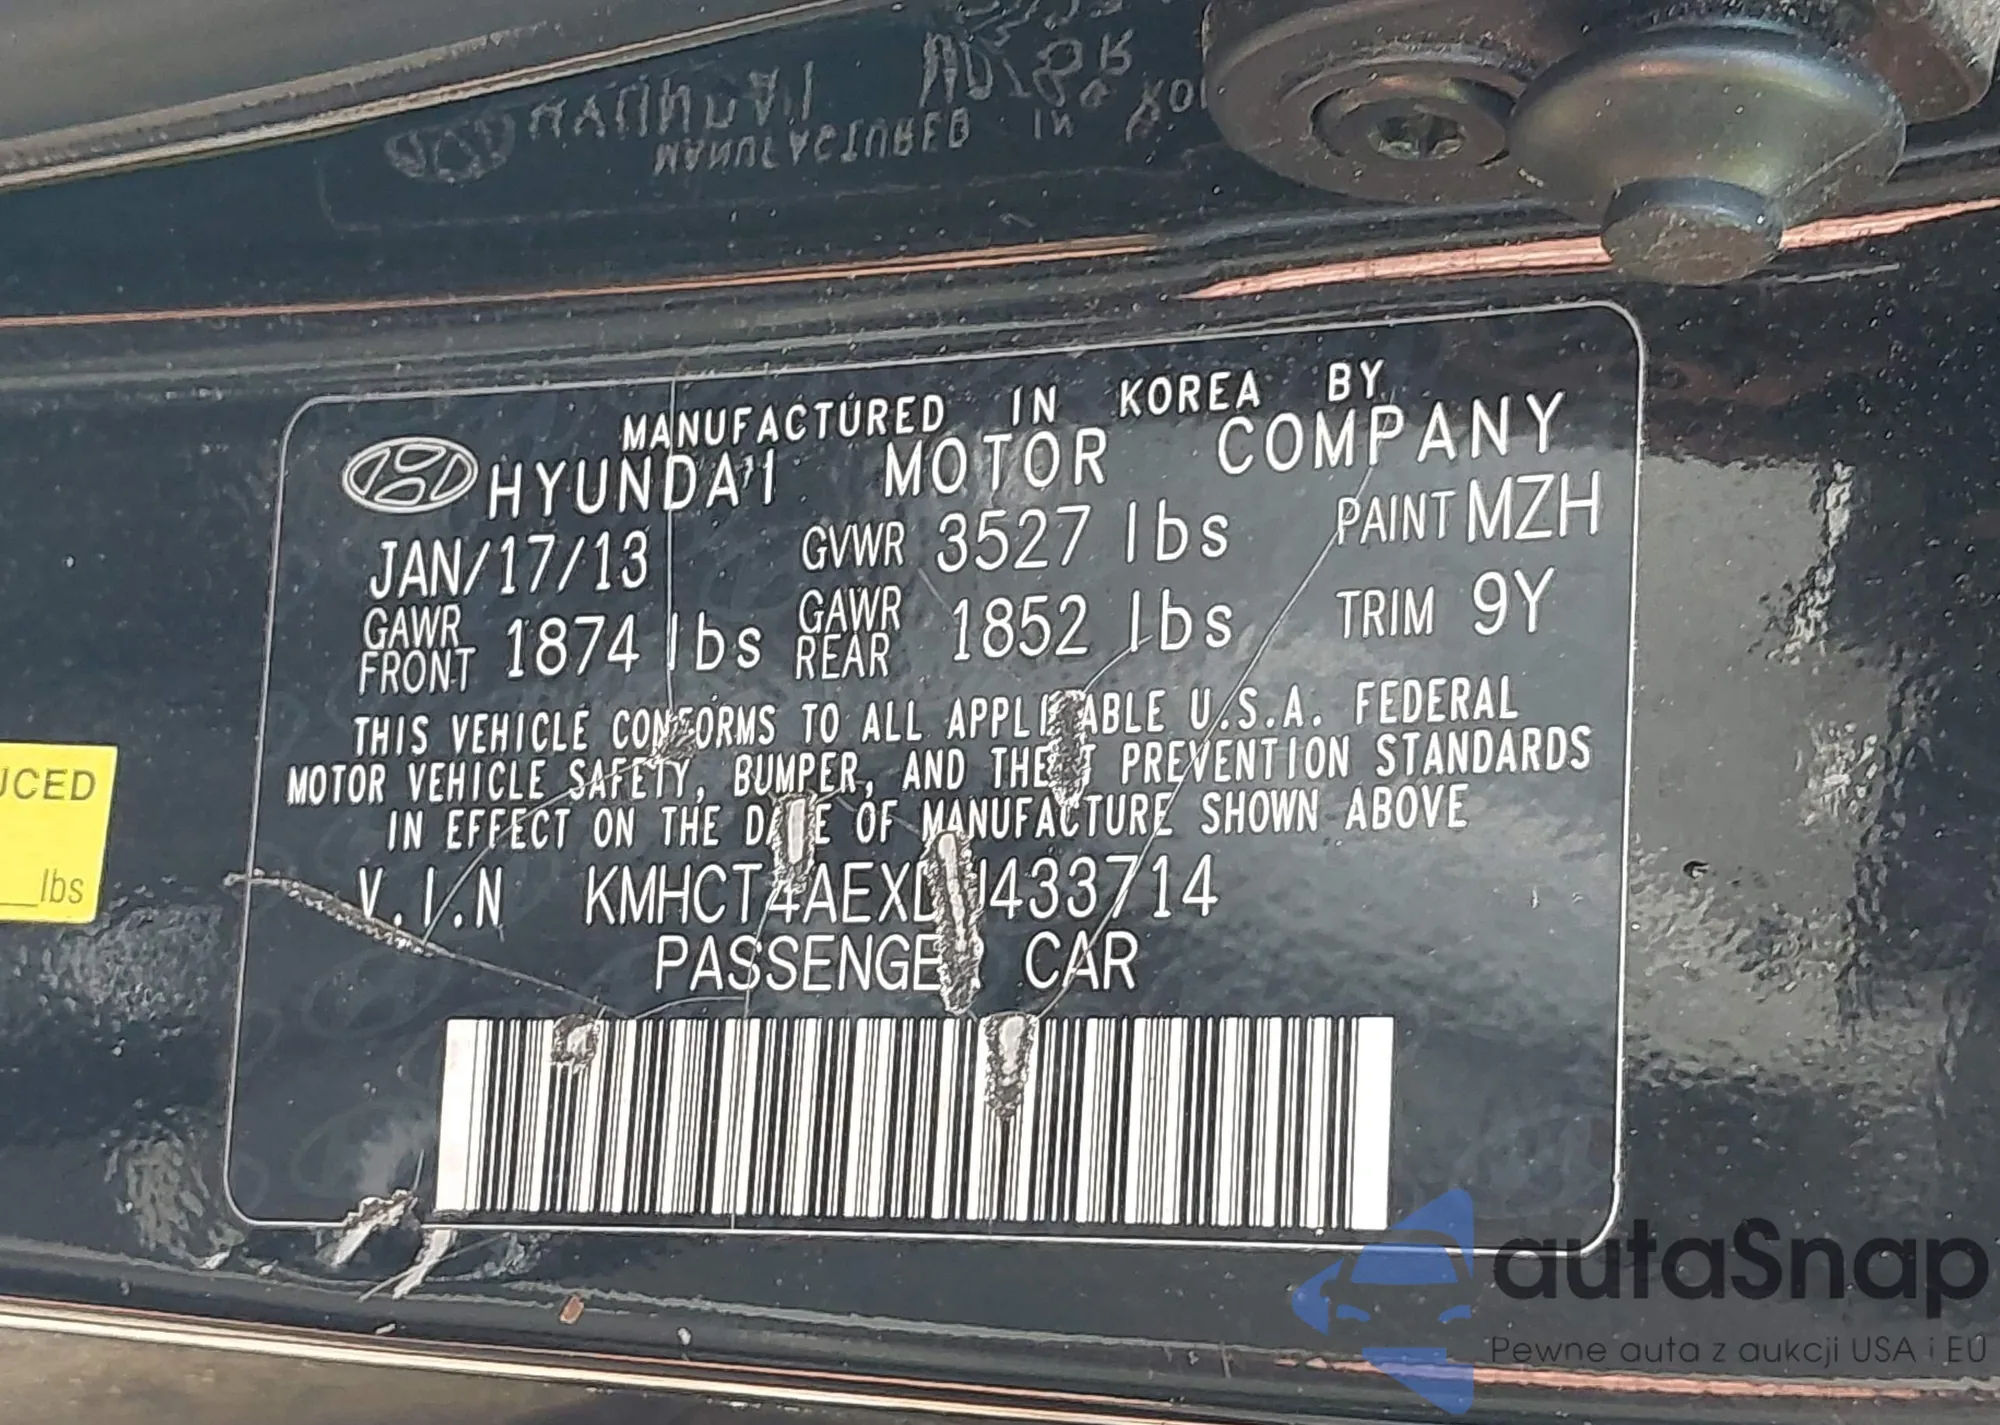 MANUFACTURED IN KOREA BY
HYUNDAI MOTOR COMPANY
JAN/17/13 GVWR 3527 lbs PAINT MZH
GAWR FRONT 1874 lbs GAWR REAR 1852 lbs TRIM 9Y
THIS VEHICLE CONFORMS TO ALL APPLICABLE U.S.A. FEDERAL
MOTOR VEHICLE SAFETY, BUMPER, AND THEFT PREVENTION STANDARDS
IN EFFECT ON THE DATE OF MANUFACTURE SHOWN ABOVE
V.I.N KMHCT4AEXDU433714
PASSENGER CAR
UCED
lbs
autaSnap
Pewne auta z aukcji USA i EU